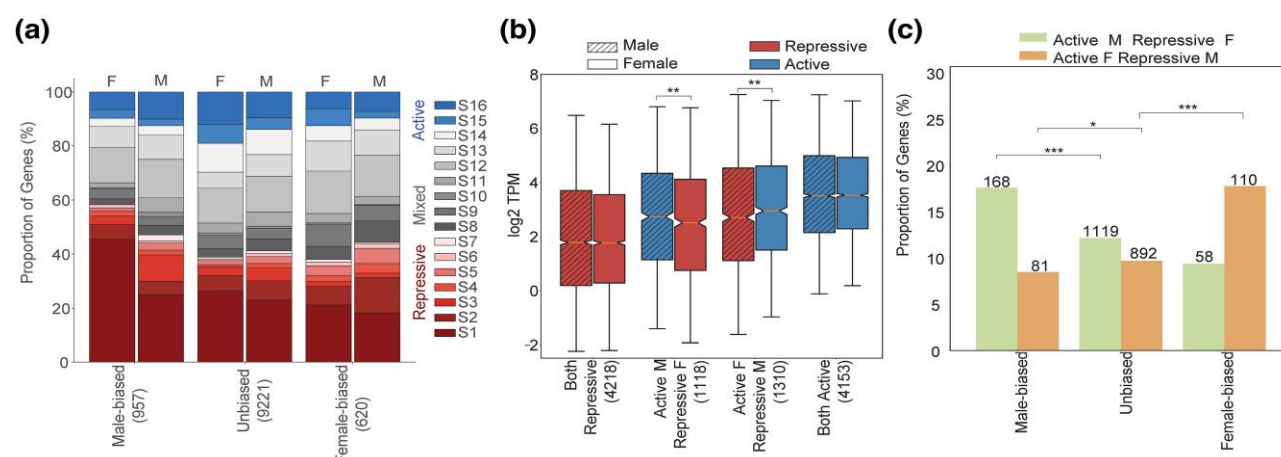 (a)
F M F M F M
100
80
60
40
20
0
Proportion of Genes (%)
Male-biased
(957)
Unbiased
(9221)
Female-biased
(620)
Active
Mixed
Repressive
S16
S15
S14
S13
S12
S11
S10
S9
S8
S7
S6
S5
S4
S3
S2
S1
(b)
Male
Female
Repressive
Active
8
6
4
2
0
-2
log2 TPM
**
**
Both
Repressive
(4218)
Active M
Repressive F
(1118)
Active F
Repressive M
(1310)
Both Active
(4153)
(c)
Active M Repressive F
Active F Repressive M
30
25
20
15
10
5
0
Proportion of Genes (%)
***
*
***
168
81
1119
892
58
110
Male-biased
Unbiased
Female-biased